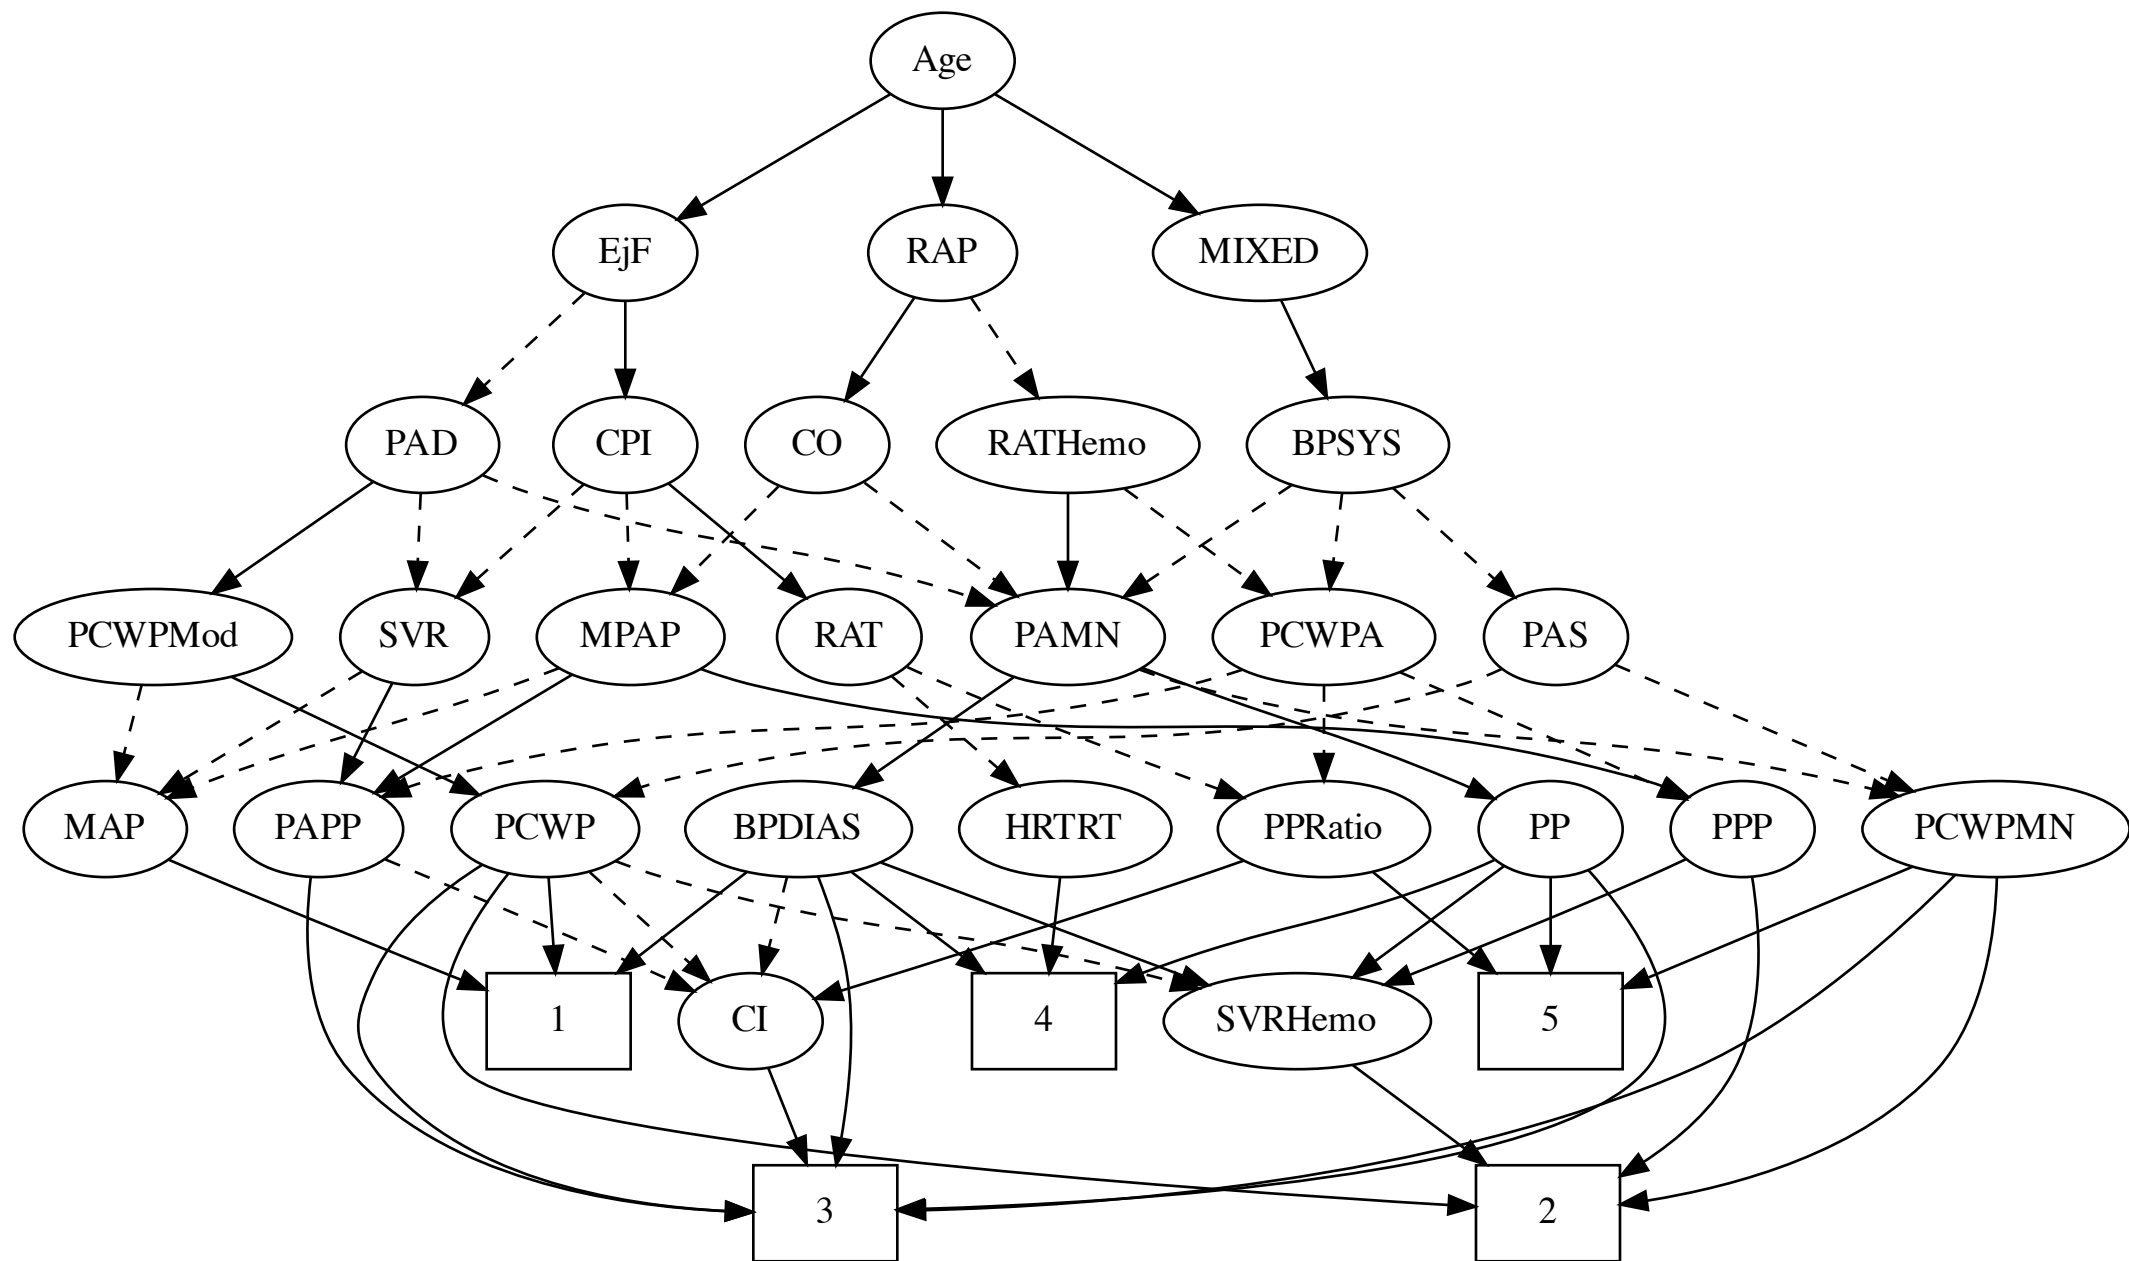 Age
EjF
RAP
MIXED
PAD
CPI
CO
RATHemo
BPSYS
PCWPMod
SVR
MPAP
RAT
PAMN
PCWPA
PAS
MAP
PAPP
PCWP
BPDIAS
HRTRT
PPRatio
PP
PPP
PCWPMN
1
CI
4
SVRHemo
5
3
2